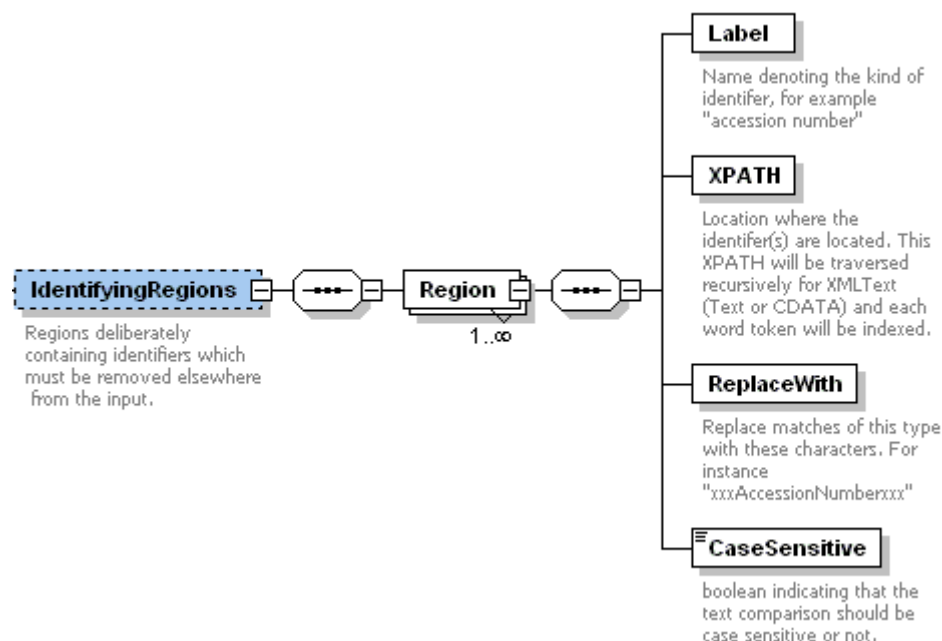 IdentifyingRegions
Regions deliberately
containing identifiers which
must be removed elsewhere
from the input.
Region
1..∞
Label
Name denoting the kind of
identifer, for example
"accession number"
XPATH
Location where the
identifer(s) are located. This
XPATH will be traversed
recursively for XMLText
(Text or CDATA) and each
word token will be indexed.
ReplaceWith
Replace matches of this type
with these characters. For
instance
"xxxAccessionNumberxxx"
CaseSensitive
boolean indicating that the
text comparison should be
case sensitive or not.